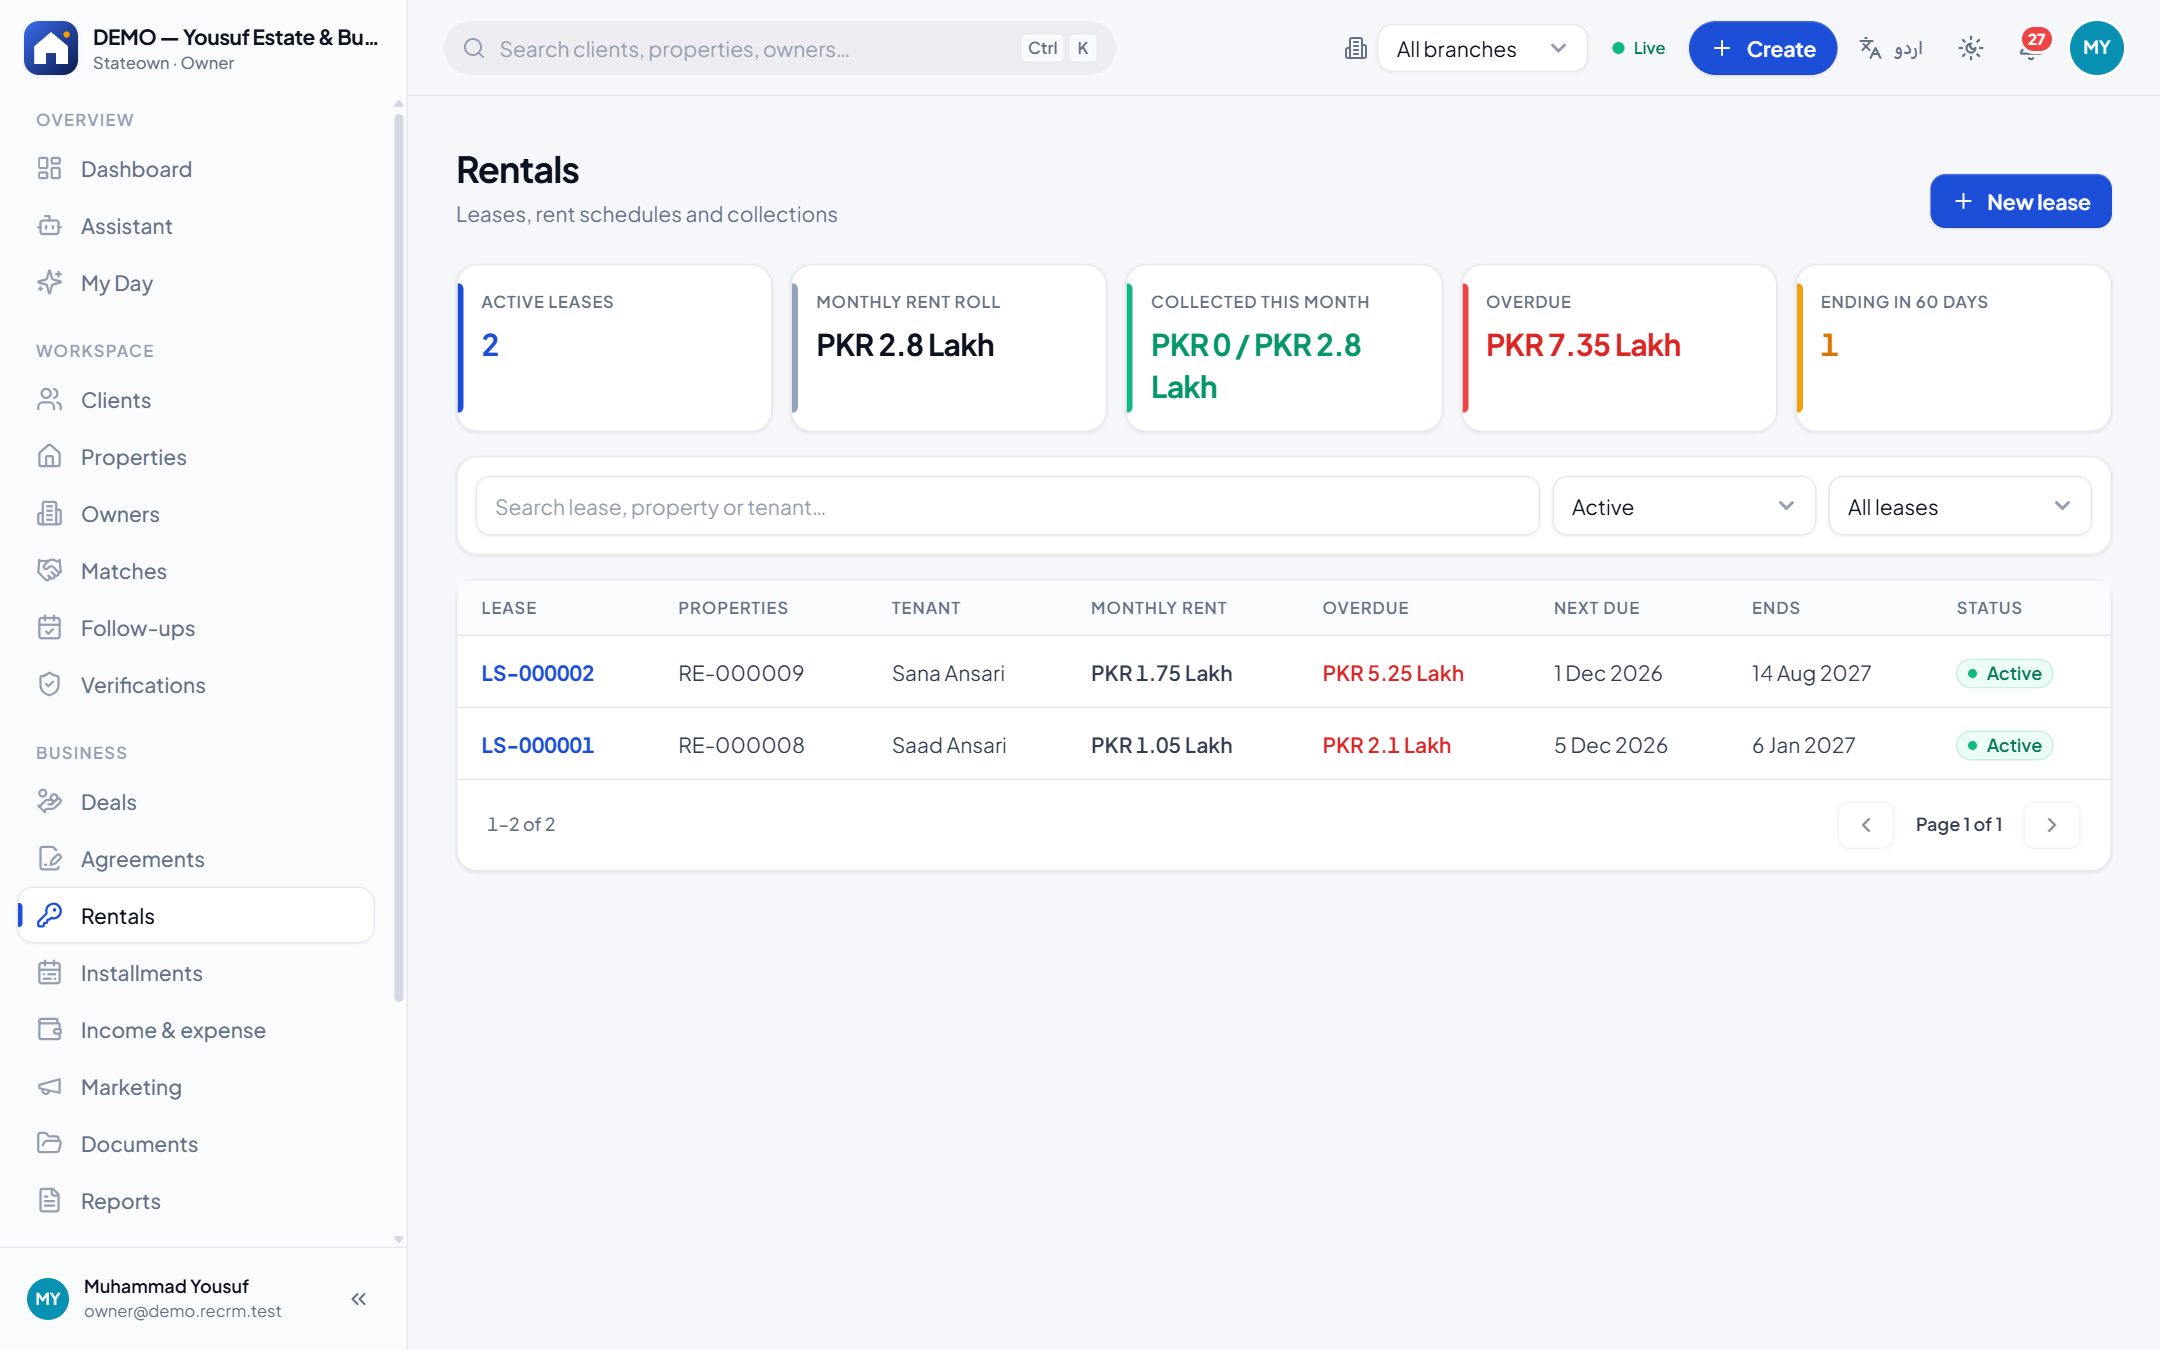 DEMO — Yousuf Estate & Bu...
Stateown · Owner
OVERVIEW
Dashboard
Assistant
My Day
WORKSPACE
Clients
Properties
Owners
Matches
Follow-ups
Verifications
BUSINESS
Deals
Agreements
Rentals
Installments
Income & expense
Marketing
Documents
Reports
MY
Muhammad Yousuf
owner@demo.recrm.test
Search clients, properties, owners... Ctrl K
All branches
Live
+ Create
اردو
27
MY
Rentals
Leases, rent schedules and collections
+ New lease
ACTIVE LEASES
2
MONTHLY RENT ROLL
PKR 2.8 Lakh
COLLECTED THIS MONTH
PKR 0 / PKR 2.8
Lakh
OVERDUE
PKR 7.35 Lakh
ENDING IN 60 DAYS
1
Search lease, property or tenant... Active All leases
LEASE PROPERTIES TENANT MONTHLY RENT OVERDUE NEXT DUE ENDS STATUS
LS-000002 RE-000009 Sana Ansari PKR 1.75 Lakh PKR 5.25 Lakh 1 Dec 2026 14 Aug 2027 Active
LS-000001 RE-000008 Saad Ansari PKR 1.05 Lakh PKR 2.1 Lakh 5 Dec 2026 6 Jan 2027 Active
1–2 of 2 Page 1 of 1